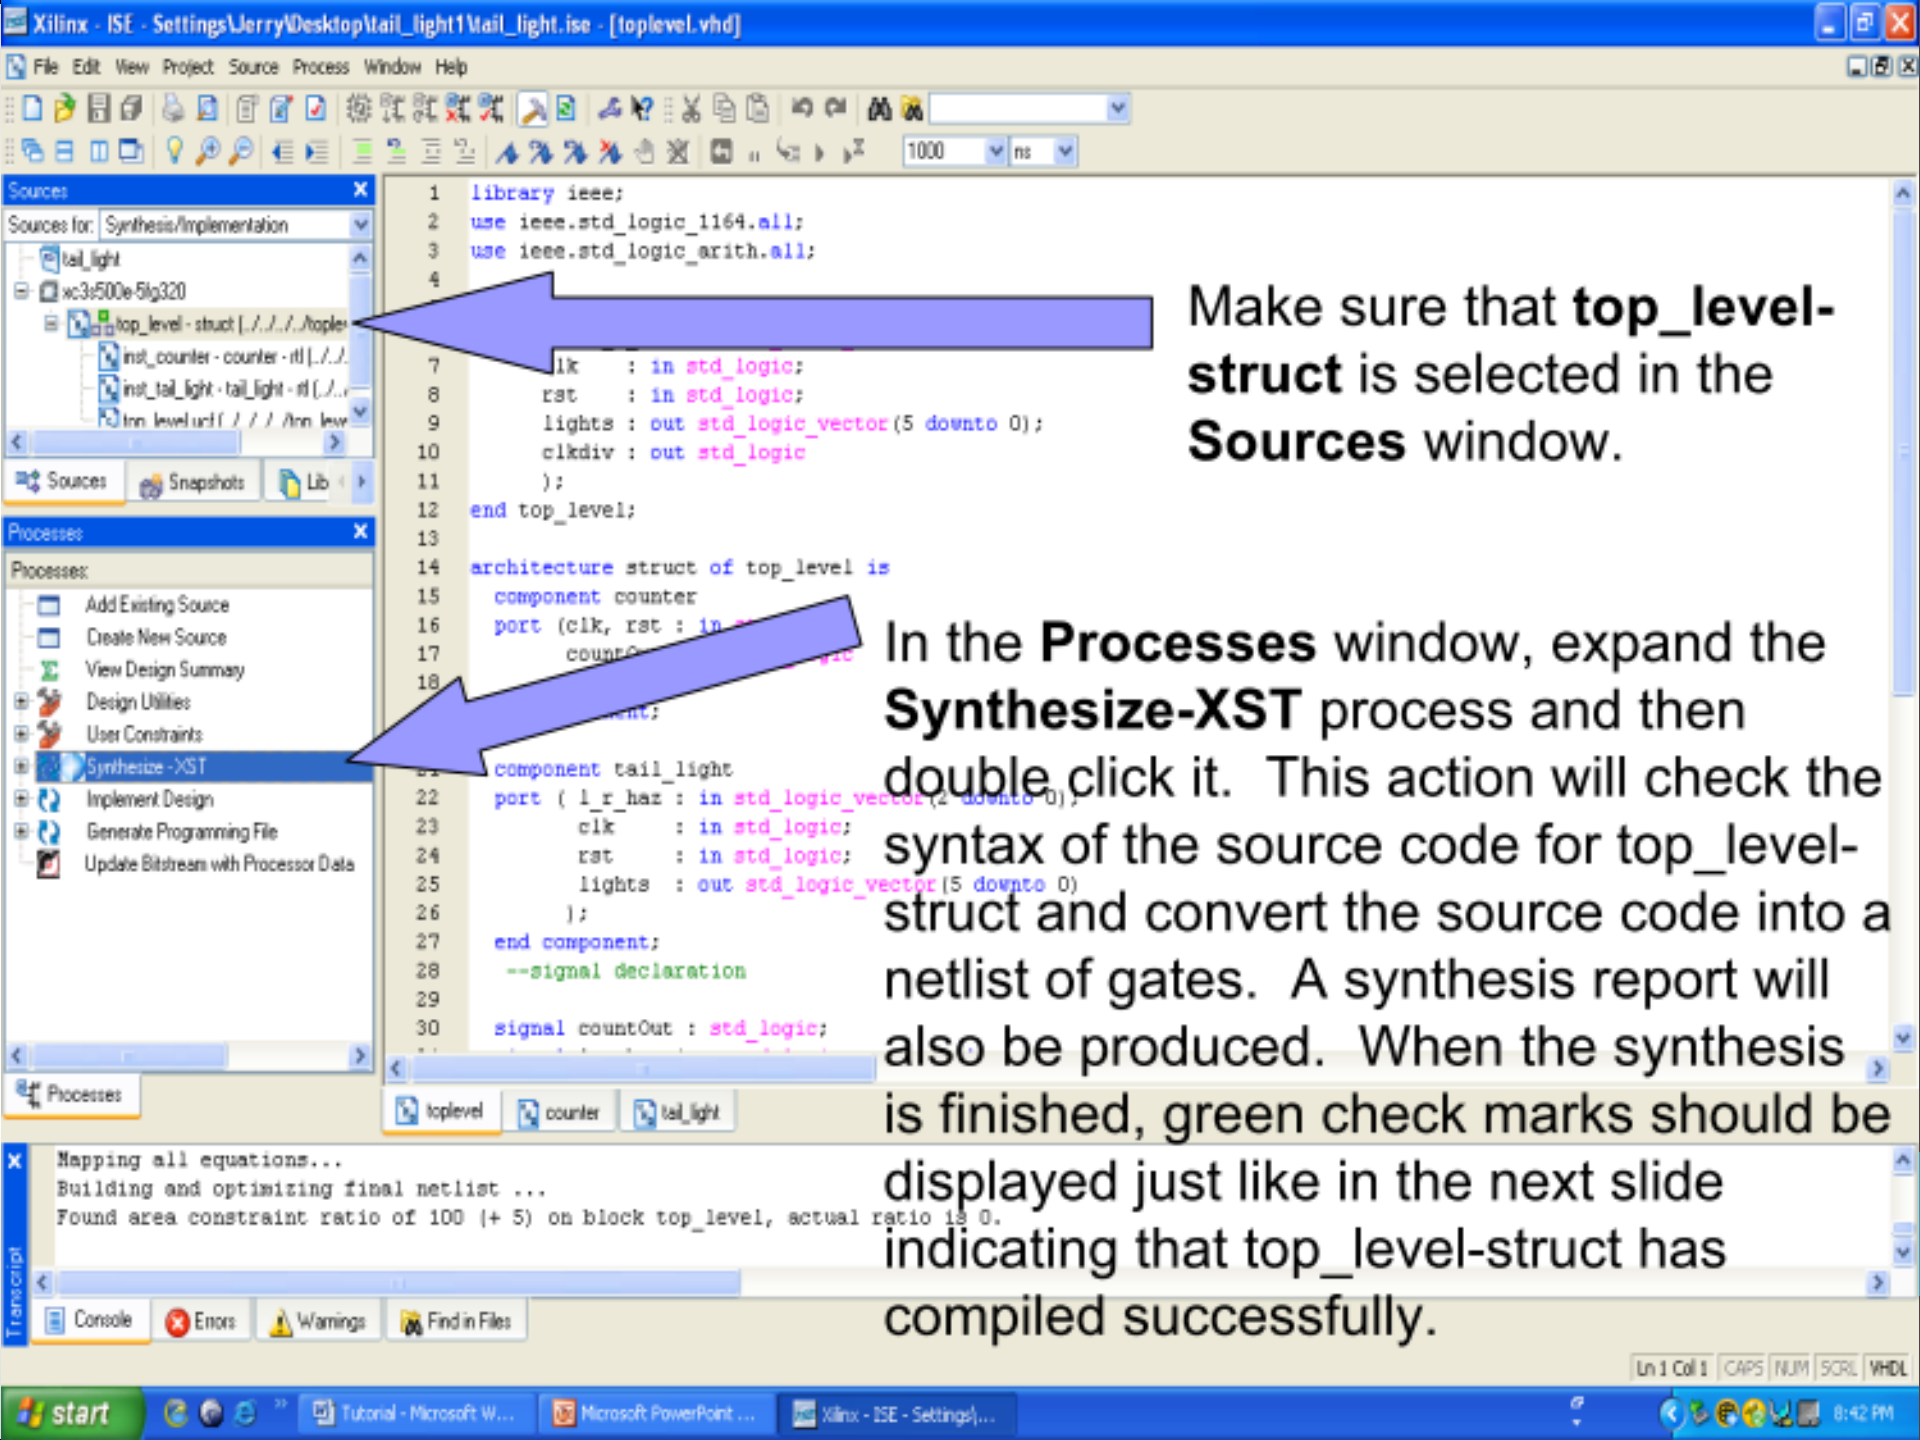 Xilinx - ISE - Settings\Jerry\Desktop\tail_light1\tail_light.ise - [toplevel.vhd]
File Edit View Project Source Process Window Help
1000 ns
Sources
Sources for: Synthesis/Implementation
tail_light
xc3s500e-5fg320
top_level - struct (../../../../toplev
inst_counter - counter - rtl (../../.
inst_tail_light - tail_light - rtl (../..
top_level.ucf (../../../../top_leve
Sources Snapshots Lib
Processes
Processes:
Add Existing Source
Create New Source
View Design Summary
Design Utilities
User Constraints
Synthesize - XST
Implement Design
Generate Programming File
Update Bitstream with Processor Data
Processes
1 library ieee;
2 use ieee.std_logic_1164.all;
3 use ieee.std_logic_arith.all;
4
7 lk : in std_logic;
8 rst : in std_logic;
9 lights : out std_logic_vector(5 downto 0);
10 clkdiv : out std_logic
11 );
12 end top_level;
13
14 architecture struct of top_level is
15 component counter
16 port (clk, rst : in
17 countO
18
nt;
21 component tail_light
22 port ( l_r_haz : in std_logic_vector(2 downto 0);
23 clk : in std_logic;
24 rst : in std_logic;
25 lights : out std_logic_vector(5 downto 0)
26 );
27 end component;
28 --signal declaration
29
30 signal countOut : std_logic;
toplevel counter tail_light
Make sure that top_level-
struct is selected in the
Sources window.
In the Processes window, expand the
Synthesize-XST process and then
double click it. This action will check the
syntax of the source code for top_level-
struct and convert the source code into a
netlist of gates. A synthesis report will
also be produced. When the synthesis
is finished, green check marks should be
displayed just like in the next slide
indicating that top_level-struct has
compiled successfully.
Mapping all equations...
Building and optimizing final netlist ...
Found area constraint ratio of 100 (+ 5) on block top_level, actual ratio is 0.
Transcript
Console Errors Warnings Find in Files
Ln 1 Col 1 CAPS NUM SCRL VHDL
start Tutorial - Microsoft W... Microsoft PowerPoint ... Xilinx - ISE - Settings\... 8:42 PM